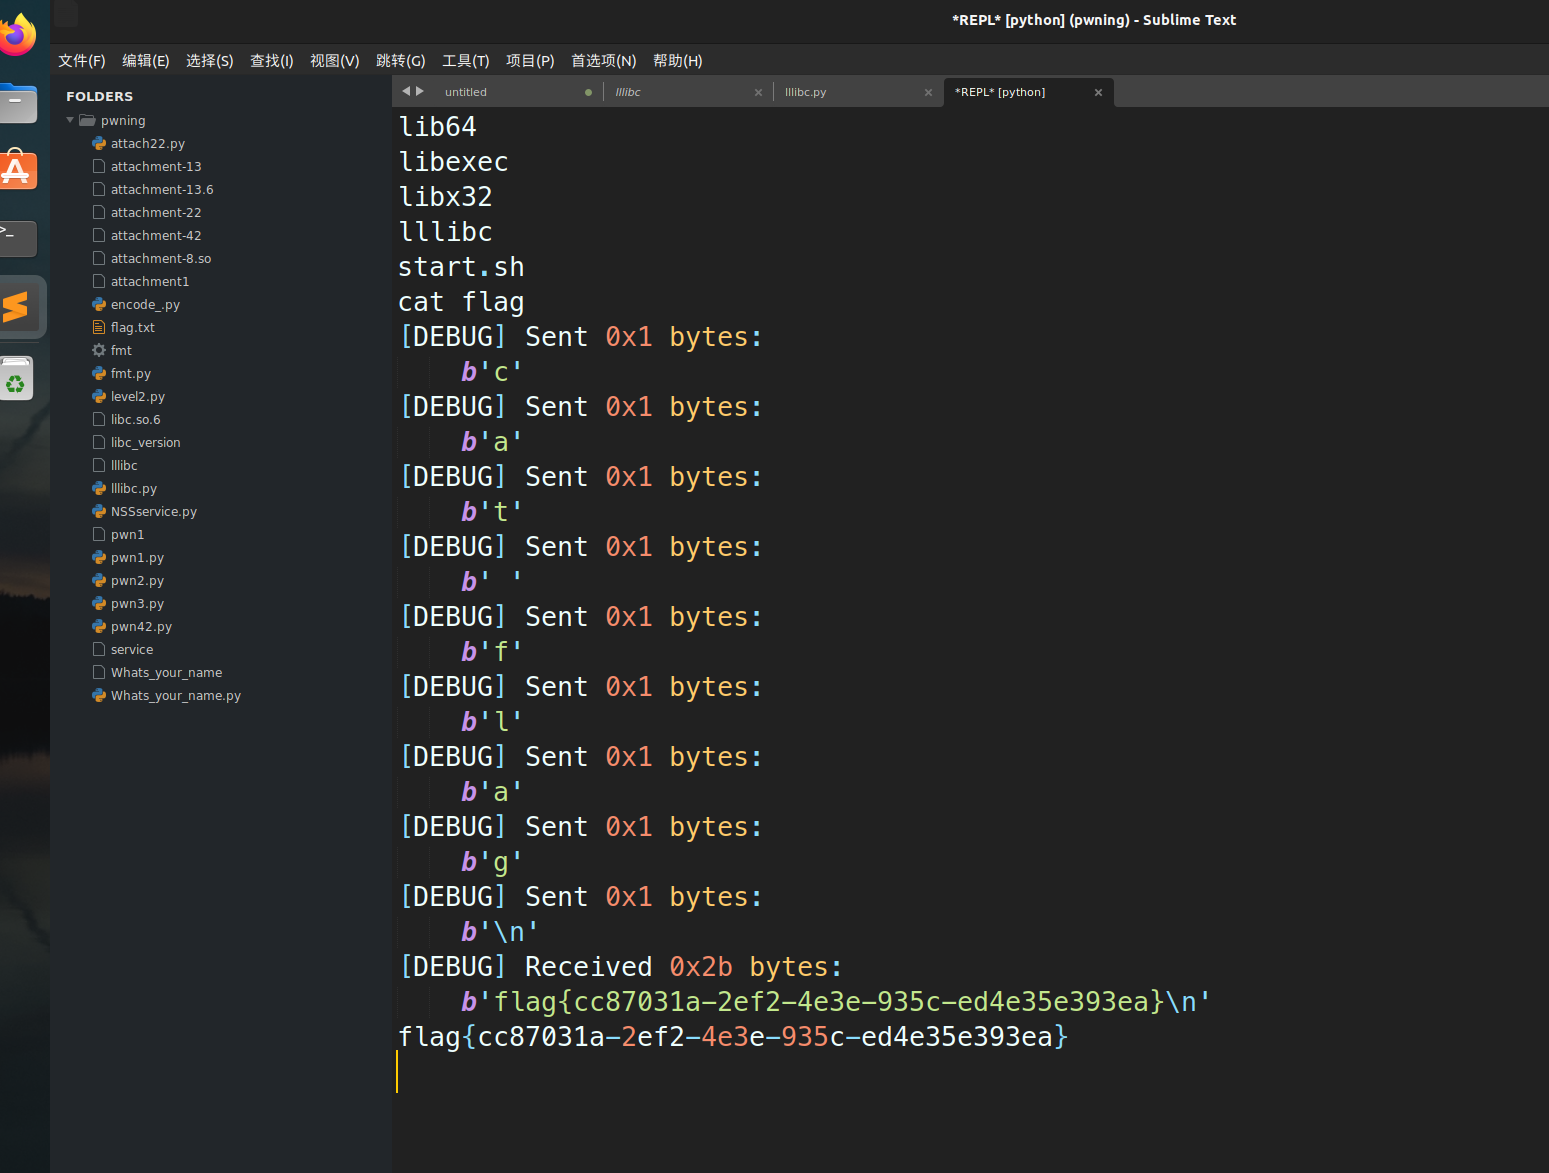 *REPL* [python] (pwning) - Sublime Text
文件(F) 编辑(E) 选择(S) 查找(I) 视图(V) 跳转(G) 工具(T) 项目(P) 首选项(N) 帮助(H)
FOLDERS
pwning
attach22.py
attachment-13
attachment-13.6
attachment-22
attachment-42
attachment-8.so
attachment1
encode_.py
flag.txt
fmt
fmt.py
level2.py
libc.so.6
libc_version
lllibc
lllibc.py
NSSservice.py
pwn1
pwn1.py
pwn2.py
pwn3.py
pwn42.py
service
Whats_your_name
Whats_your_name.py
untitled lllibc lllibc.py *REPL* [python]
lib64
libexec
libx32
lllibc
start.sh
cat flag
[DEBUG] Sent 0x1 bytes:
b'c'
[DEBUG] Sent 0x1 bytes:
b'a'
[DEBUG] Sent 0x1 bytes:
b't'
[DEBUG] Sent 0x1 bytes:
b' '
[DEBUG] Sent 0x1 bytes:
b'f'
[DEBUG] Sent 0x1 bytes:
b'l'
[DEBUG] Sent 0x1 bytes:
b'a'
[DEBUG] Sent 0x1 bytes:
b'g'
[DEBUG] Sent 0x1 bytes:
b'\n'
[DEBUG] Received 0x2b bytes:
b'flag{cc87031a-2ef2-4e3e-935c-ed4e35e393ea}\n'
flag{cc87031a-2ef2-4e3e-935c-ed4e35e393ea}